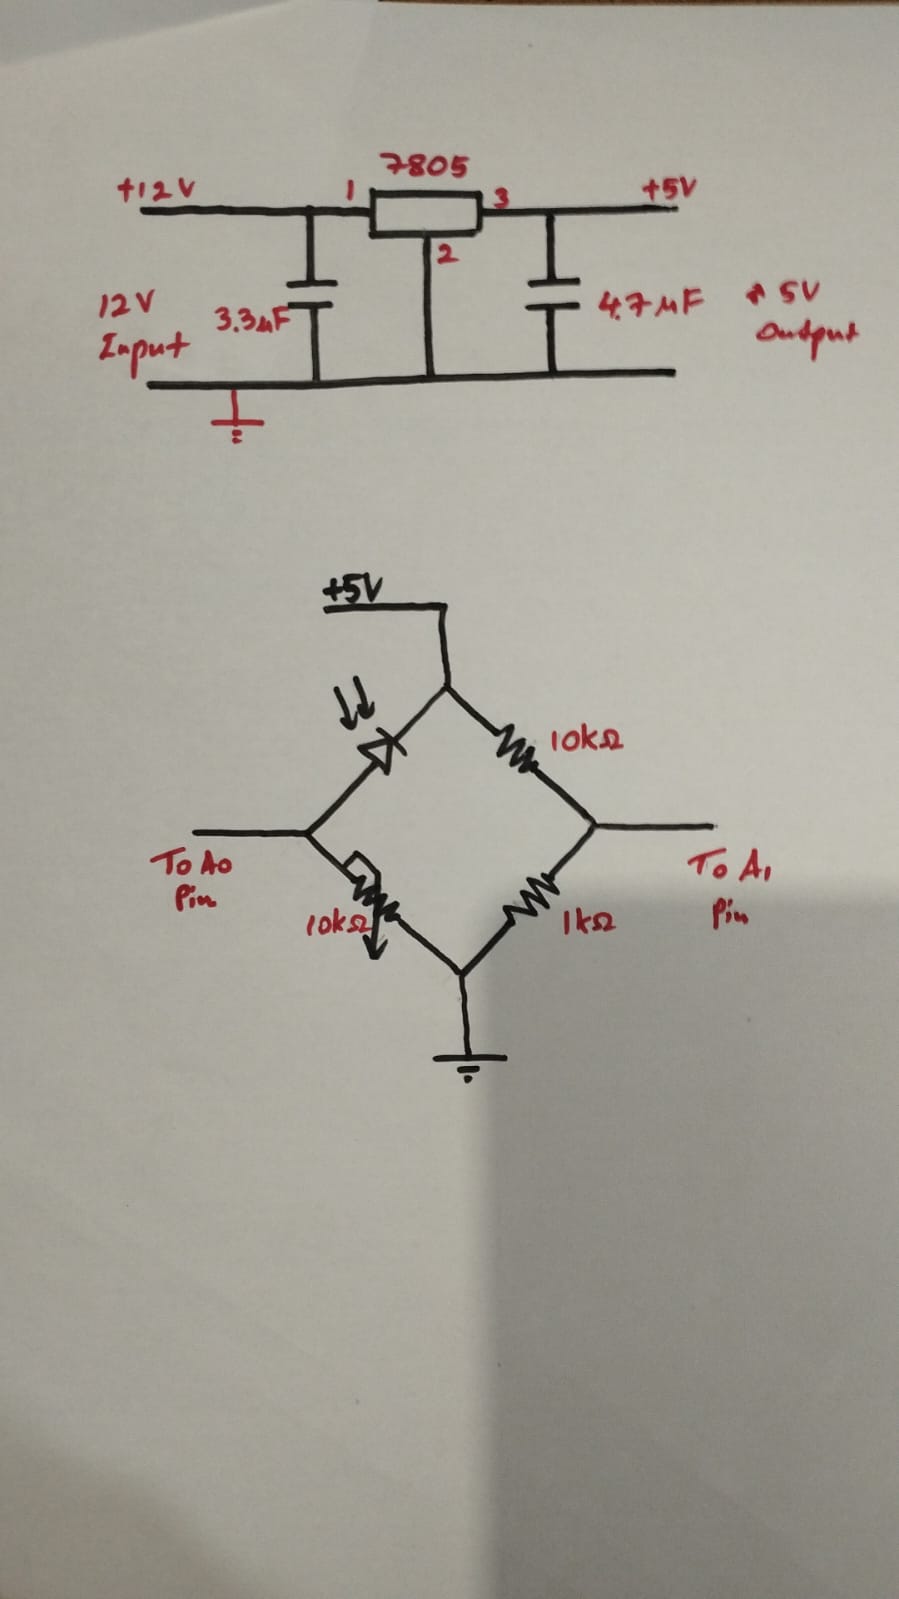 7805
+12V
1
3
+5V
2
12V
Input
3.3µF
4.7µF
5V
Output
+5V
10kΩ
To A0
Pin
To A1
Pin
10kΩ
1kΩ